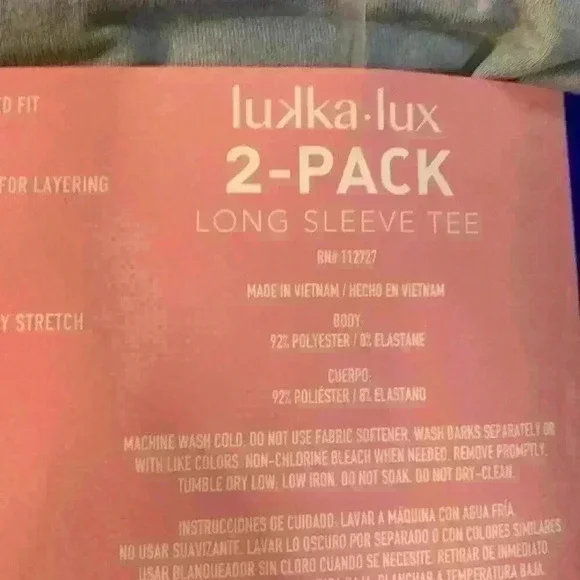 D FIT
FOR LAYERING
Y STRETCH
lukka·lux
2-PACK
LONG SLEEVE TEE
RN# 112727
MADE IN VIETNAM / HECHO EN VIETNAM
BODY:
92% POLYESTER / 8% ELASTANE
CUERPO:
92% POLIÉSTER / 8% ELASTANO
MACHINE WASH COLD. DO NOT USE FABRIC SOFTENER. WASH DARKS SEPARATELY OR
WITH LIKE COLORS. NON-CHLORINE BLEACH WHEN NEEDED. REMOVE PROMPTLY.
TUMBLE DRY LOW. LOW IRON. DO NOT SOAK. DO NOT DRY-CLEAN.
INSTRUCCIONES DE CUIDADO: LAVAR A MÁQUINA CON AGUA FRÍA.
NO USAR SUAVIZANTE. LAVAR LO OSCURO POR SEPARADO O CON COLORES SIMILARES.
USAR BLANQUEADOR SIN CLORO CUANDO SE NECESITE. RETIRAR DE INMEDIATO.
BAJA. PLANCHAR A TEMPERATURA BAJA.